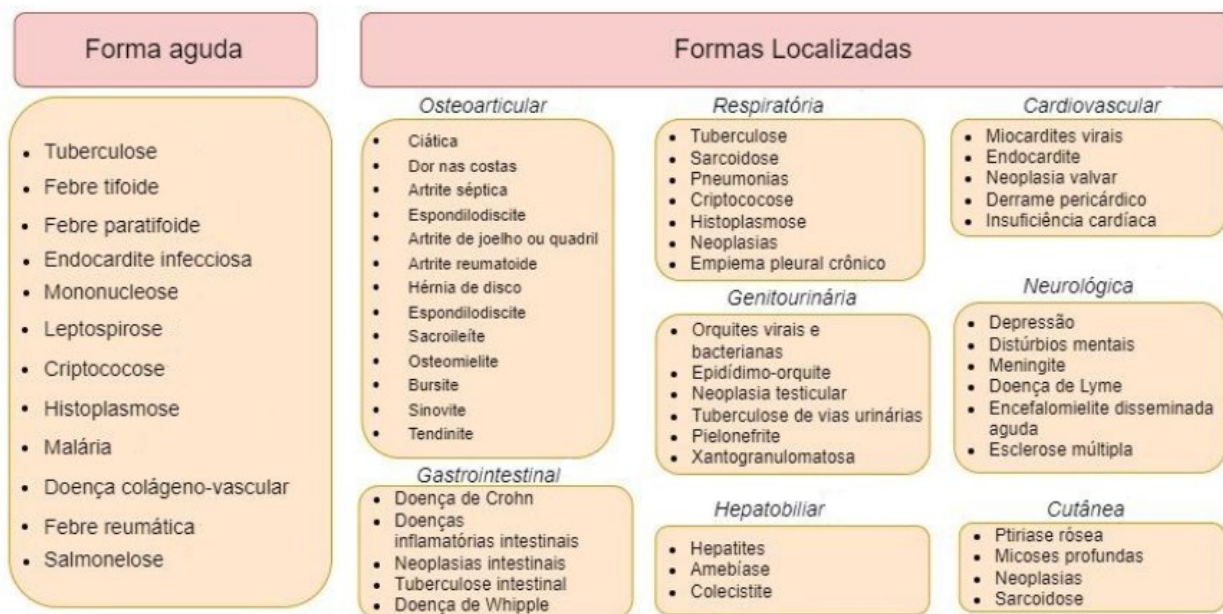 Forma aguda
Tuberculose
Febre tifoide
Febre paratifoide
Endocardite infecciosa
Mononucleose
Leptospirose
Criptococose
Histoplasmose
Malária
Doença colágeno-vascular
Febre reumática
Salmonelose
Formas Localizadas
Osteoarticular
Ciática
Dor nas costas
Artrite séptica
Espondilodiscite
Artrite de joelho ou quadril
Artrite reumatoide
Hérnia de disco
Espondilodiscite
Sacroileíte
Osteomielite
Bursite
Sinovite
Tendinite
Gastrointestinal
Doença de Crohn
Doenças
inflamatórias intestinais
Neoplasias intestinais
Tuberculose intestinal
Doença de Whipple
Respiratória
Tuberculose
Sarcoidose
Pneumonias
Criptococose
Histoplasmose
Neoplasias
Empiema pleural crônico
Genitourinária
Orquites virais e
bacterianas
Epidídimo-orquite
Neoplasia testicular
Tuberculose de vias urinárias
Pielonefrite
Xantogranulomatosa
Hepatobiliar
Hepatites
Amebíase
Colecistite
Cardiovascular
Miocardites virais
Endocardite
Neoplasia valvar
Derrame pericárdico
Insuficiência cardíaca
Neurológica
Depressão
Distúrbios mentais
Meningite
Doença de Lyme
Encefalomielite disseminada
aguda
Esclerose múltipla
Cutânea
Ptiriase rósea
Micoses profundas
Neoplasias
Sarcoidose